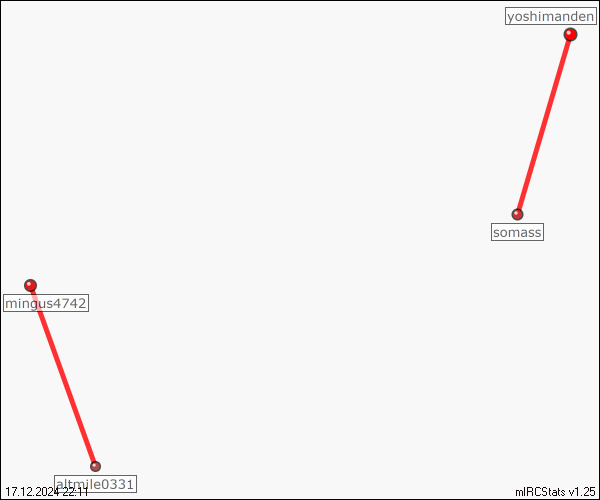 yoshimanden
somass
mingus4742
altmile0331
17.12.2024 22:11
mIRCStats v1.25